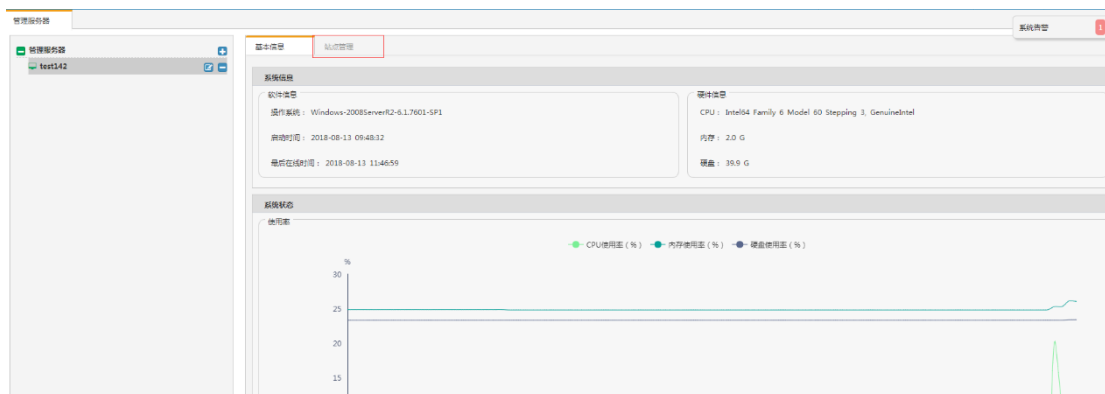 管理服务器
系统告警 1
管理服务器
test142
基本信息 站点管理
系统信息
软件信息
操作系统： Windows-2008ServerR2-6.1.7601-SP1
启动时间： 2018-08-13 09:48:32
最后在线时间： 2018-08-13 11:46:59
硬件信息
CPU： Intel64 Family 6 Model 60 Stepping 3, GenuineIntel
内存： 2.0 G
硬盘： 39.9 G
系统状态
使用率
CPU使用率（%） 内存使用率（%） 硬盘使用率（%）
%
30
25
20
15